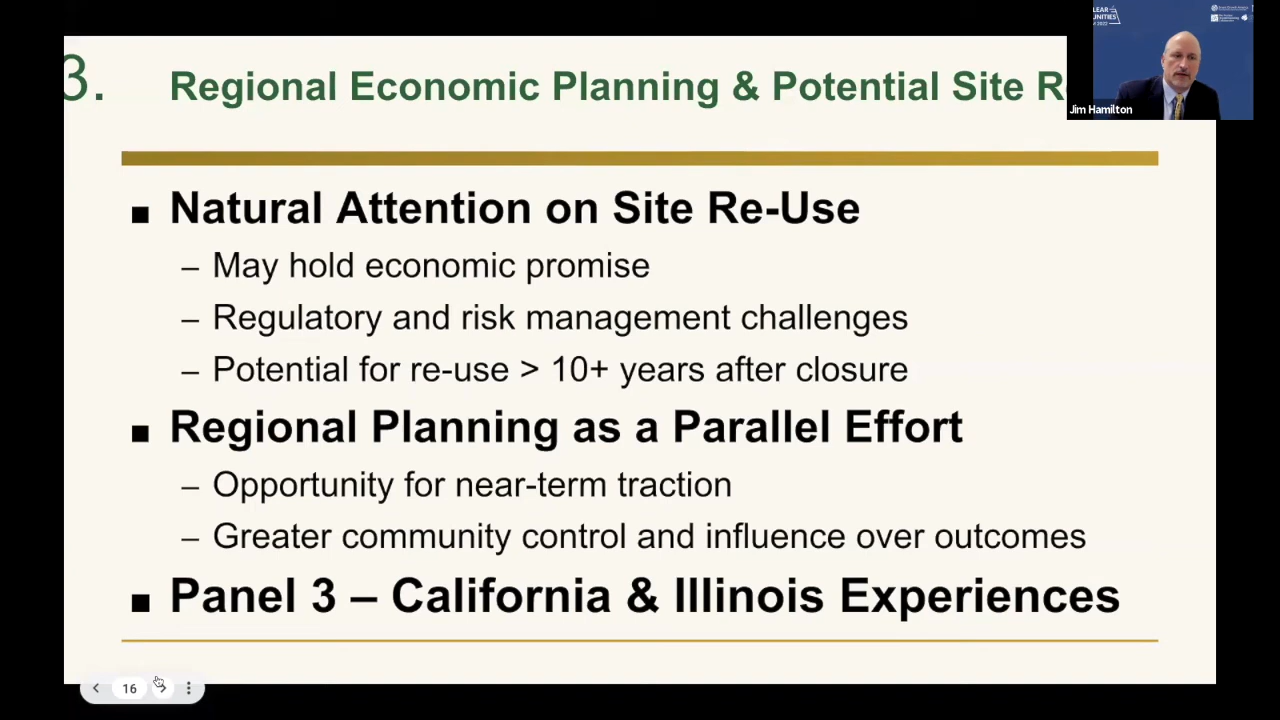 3. Regional Economic Planning & Potential Site R
LEAR
UNITIES
Jim Hamilton
■ Natural Attention on Site Re-Use
– May hold economic promise
– Regulatory and risk management challenges
– Potential for re-use > 10+ years after closure
■ Regional Planning as a Parallel Effort
– Opportunity for near-term traction
– Greater community control and influence over outcomes
■ Panel 3 – California & Illinois Experiences
16